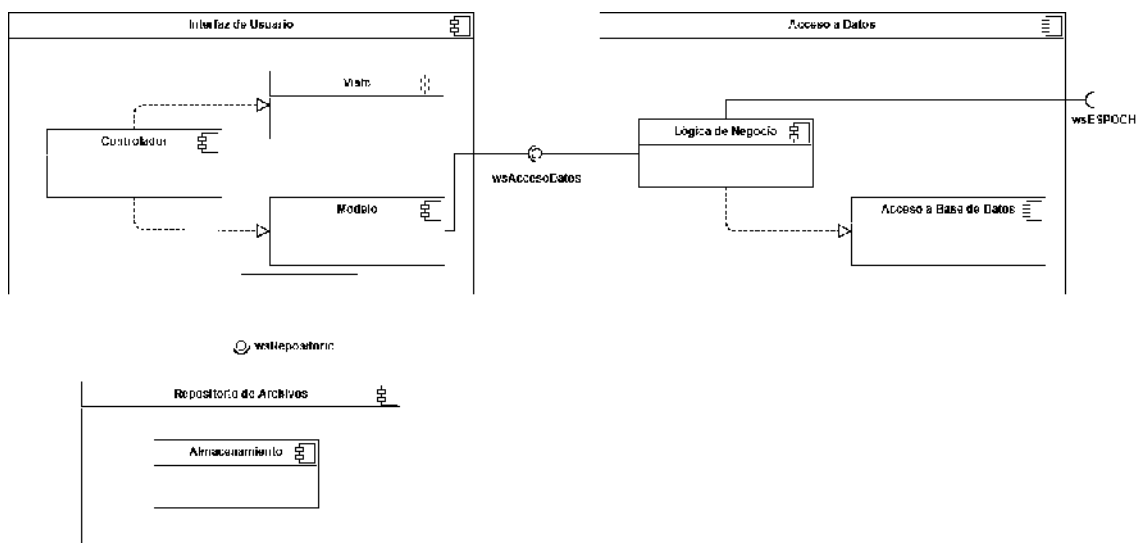 Interfaz de Usuario
Acceso a Datos
Vista
wsESPOCH
Controlador
Lógica de Negocio
wsAccesoDatos
Modelo
Acceso a Base de Datos
wsRepositorio
Repositorio de Archivos
Almacenamiento